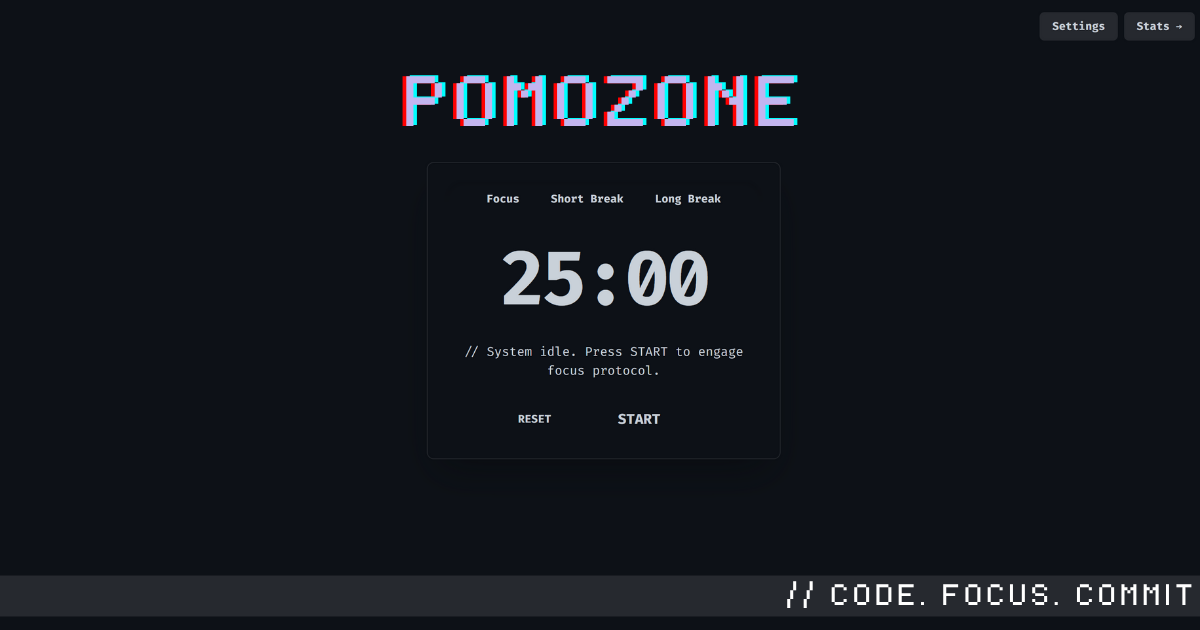 Settings Stats →
POMOZONE
Focus Short Break Long Break
25:00
// System idle. Press START to engage
focus protocol.
RESET START
// CODE. FOCUS. COMMIT